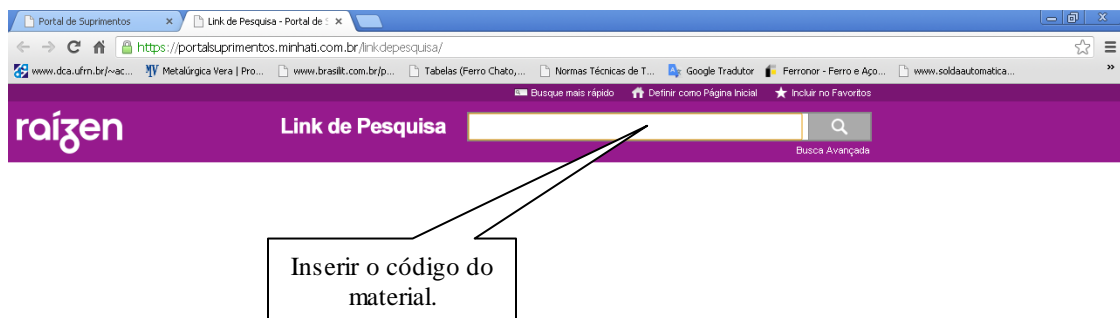 Portal de Suprimentos × Link de Pesquisa - Portal de S ×
https://portalsuprimentos.minhati.com.br/linkdepesquisa/
www.dca.ufrn.br/~ac... Metalúrgica Vera | Pro... www.brasilit.com.br/p... Tabelas (Ferro Chato,... Normas Técnicas de T... Google Tradutor Ferronor - Ferro e Aço... www.soldaautomatica... »
Busque mais rápido Definir como Página Inicial Incluir no Favoritos
raízen Link de Pesquisa
Busca Avançada
Inserir o código do
material.